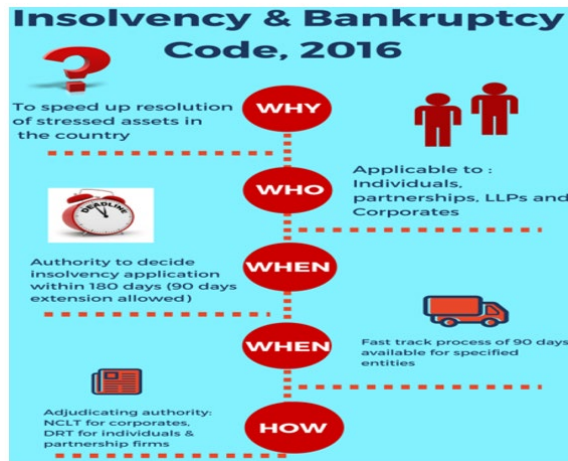 Insolvency & Bankruptcy
Code, 2016
?
To speed up resolution
of stressed assets in
the country
WHY
WHO
Applicable to :
Individuals,
partnerships, LLPs and
Corporates
DEADLINE
Authority to decide
insolvency application
within 180 days (90 days
extension allowed)
WHEN
WHEN
Fast track process of 90 days
available for specified
entities
Adjudicating authority:
NCLT for corporates,
DRT for individuals &
partnership firms
HOW